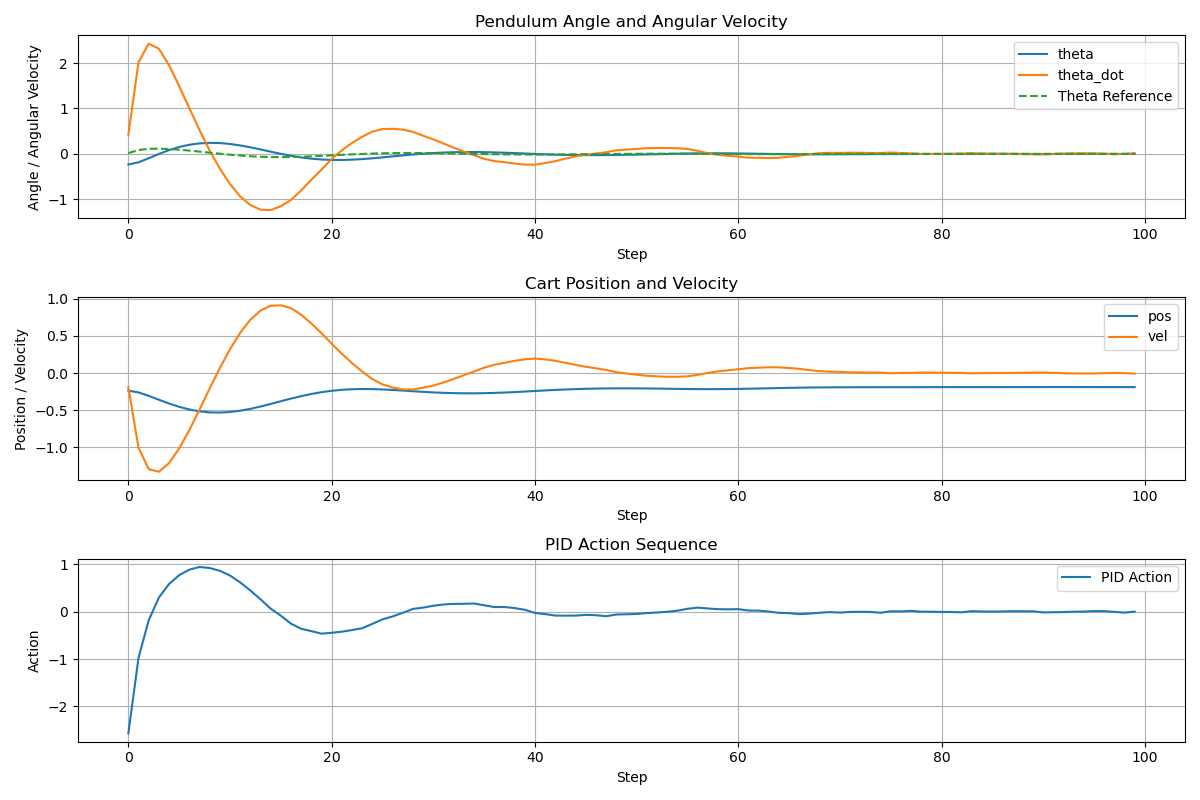 Pendulum Angle and Angular Velocity
Angle / Angular Velocity
2
1
0
−1
theta
theta_dot
Theta Reference
0 20 40 60 80 100
Step
Cart Position and Velocity
Position / Velocity
1.0
0.5
0.0
−0.5
−1.0
pos
vel
0 20 40 60 80 100
Step
PID Action Sequence
Action
1
0
−1
−2
PID Action
0 20 40 60 80 100
Step